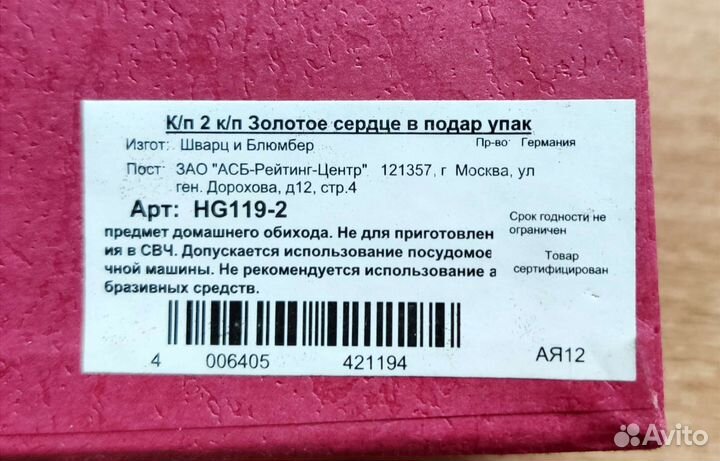 К/п 2 к/п Золотое сердце в подар упак
Изгот: Шварц и Блюмбер Пр-во: Германия
Пост: ЗАО "АСБ-Рейтинг-Центр" 121357, г Москва, ул
ген. Дорохова, д12, стр.4
Арт: HG119-2
Срок годности не
ограничен
предмет домашнего обихода. Не для приготовлен
ия в СВЧ. Допускается использование посудомое
чной машины. Не рекомендуется использование а
бразивных средств.
Товар
сертифицирован
4 006405 421194
АЯ12
Avito